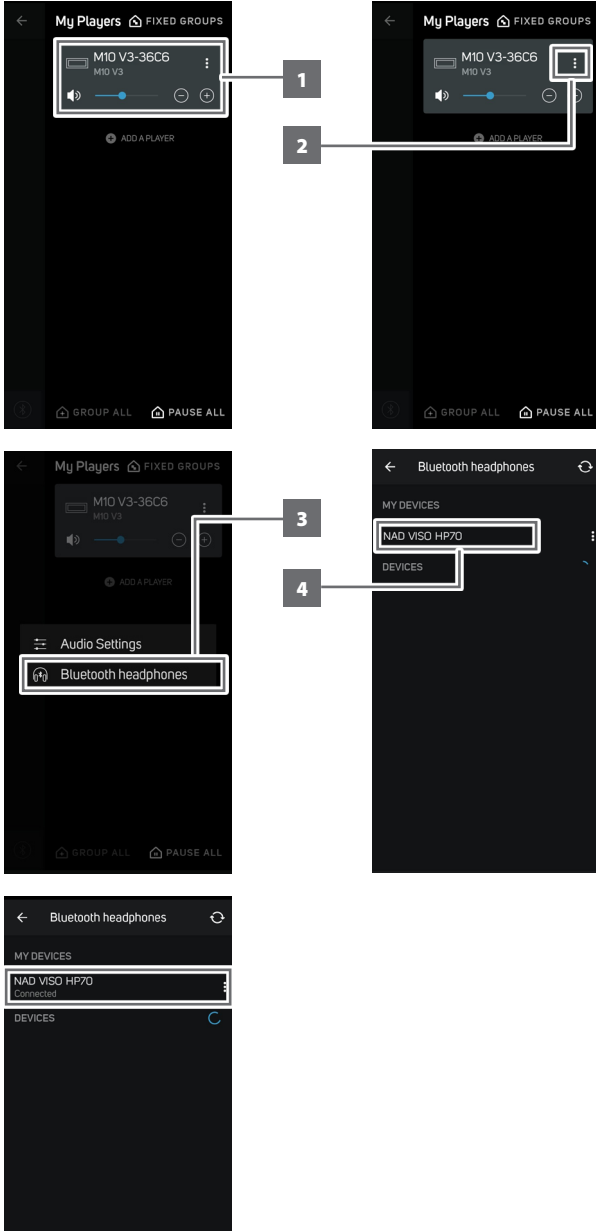 My Players FIXED GROUPS
M10 V3-36C6
M10 V3
ADD A PLAYER
GROUP ALL PAUSE ALL
1
My Players FIXED GROUPS
M10 V3-36C6
M10 V3
ADD A PLAYER
GROUP ALL PAUSE ALL
2
My Players FIXED GROUPS
M10 V3-36C6
M10 V3
ADD A PLAYER
Audio Settings
Bluetooth headphones
GROUP ALL PAUSE ALL
3
Bluetooth headphones
MY DEVICES
NAD VISO HP70
DEVICES
4
Bluetooth headphones
MY DEVICES
NAD VISO HP70
Connected
DEVICES